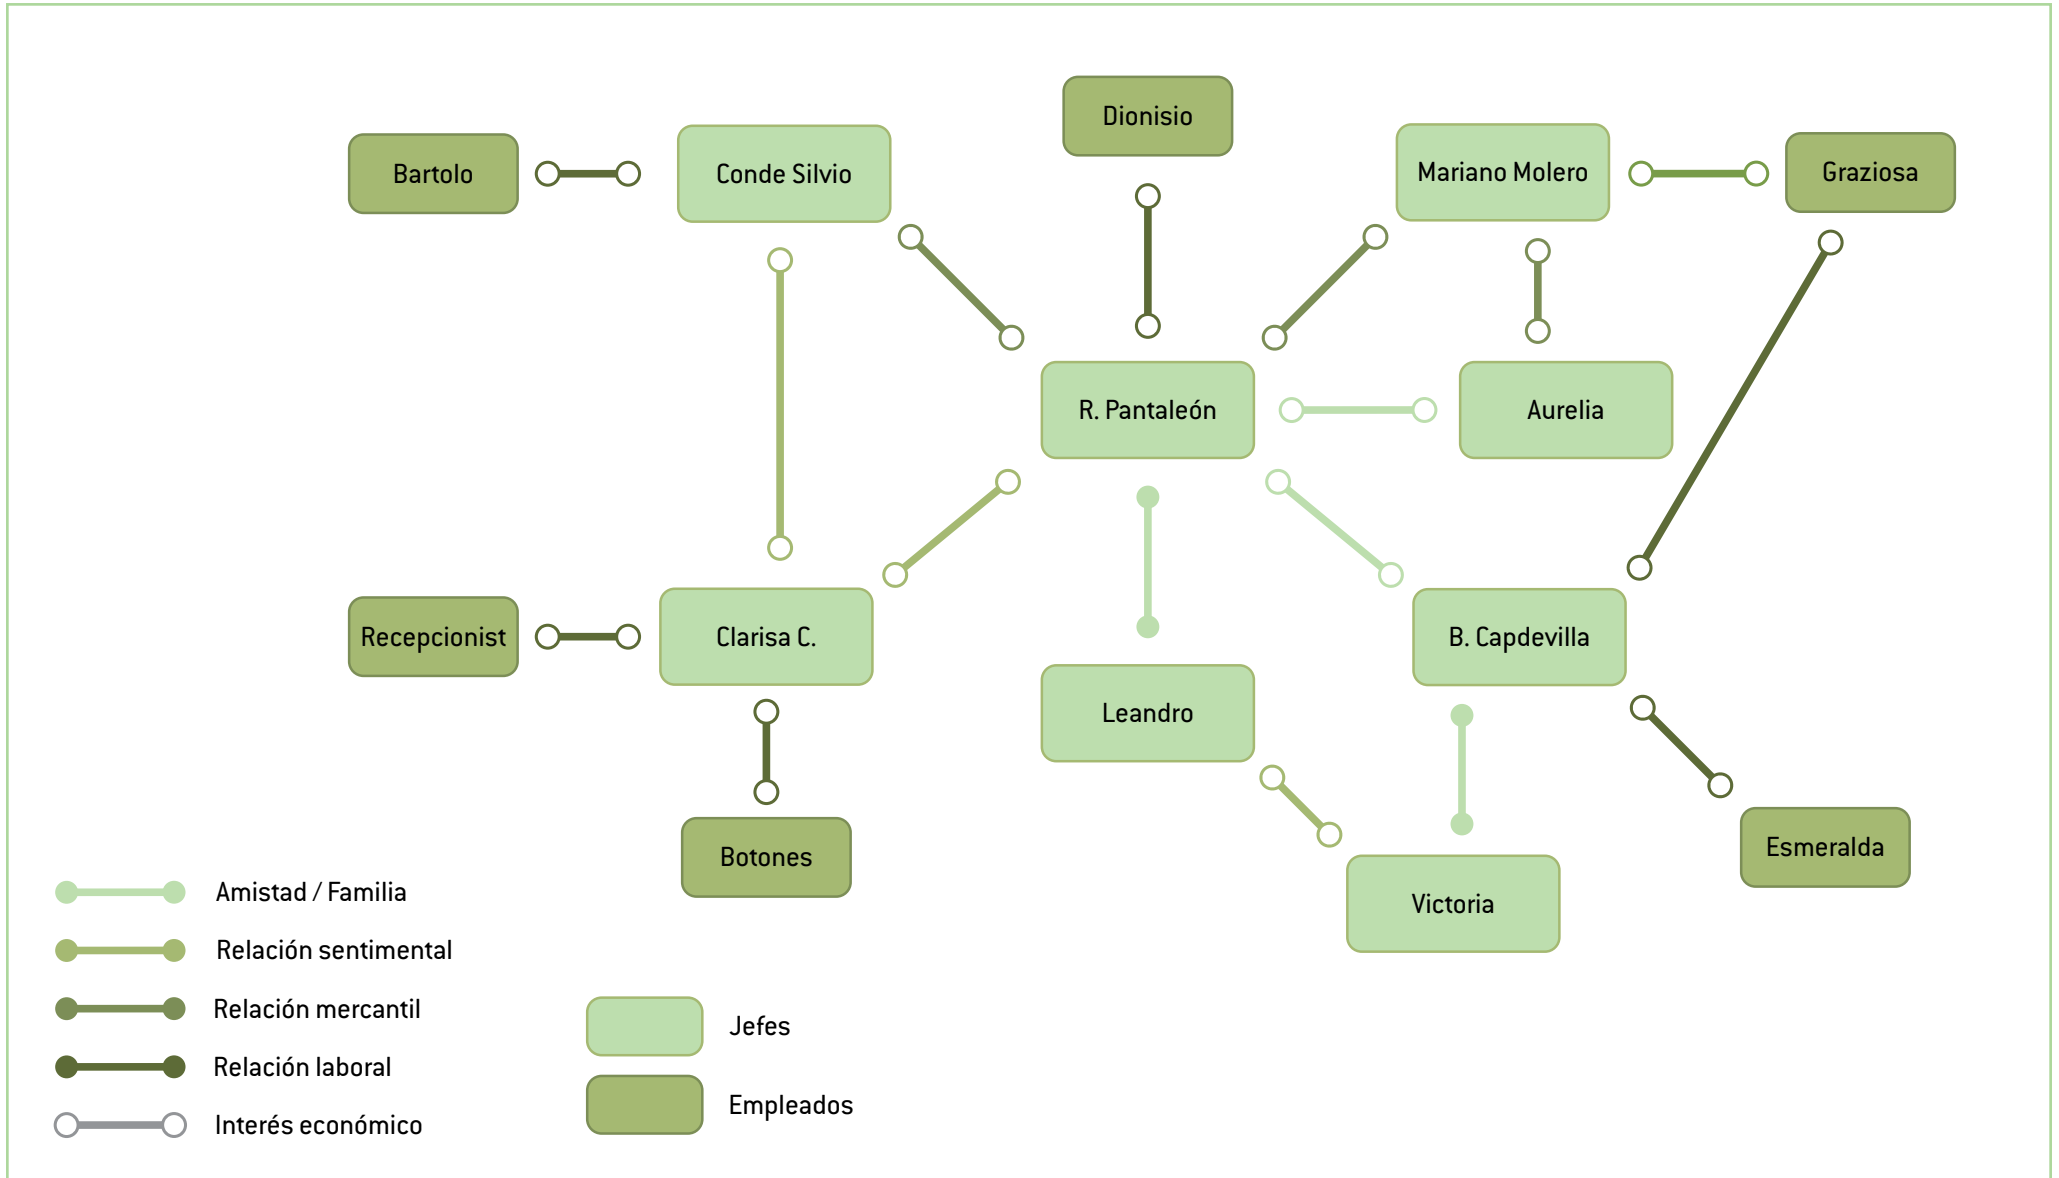 Dionisio
Bartolo
Conde Silvio
Mariano Molero
Graziosa
R. Pantaleón
Aurelia
Recepcionist
Clarisa C.
B. Capdevilla
Leandro
Botones
Esmeralda
Victoria
Amistad / Familia
Relación sentimental
Relación mercantil
Relación laboral
Interés económico
Jefes
Empleados